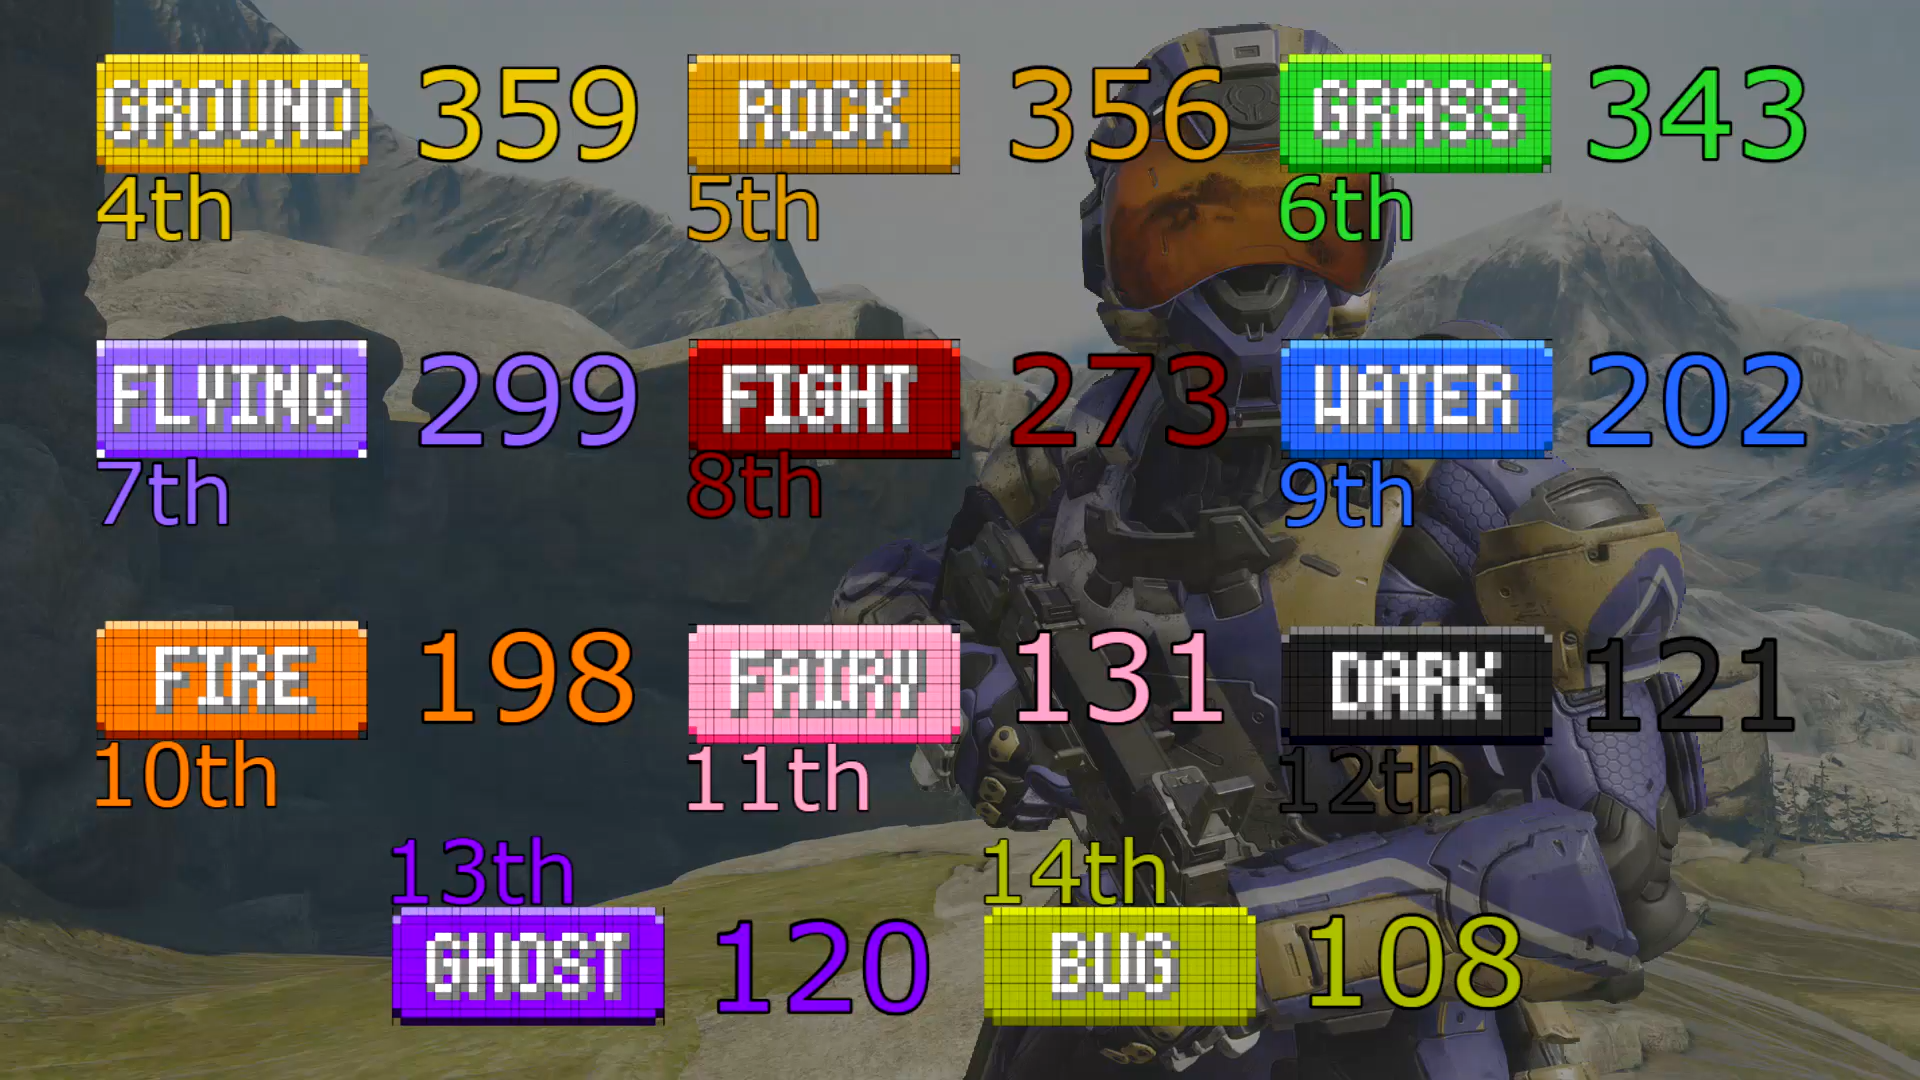 GROUND 359 ROCK 356 GRASS 343
4th 5th 6th
FLYING 299 FIGHT 273 WATER 202
7th 8th 9th
FIRE 198 FAIRY 131 DARK 121
10th 11th 12th
13th 14th
GHOST 120 BUG 108